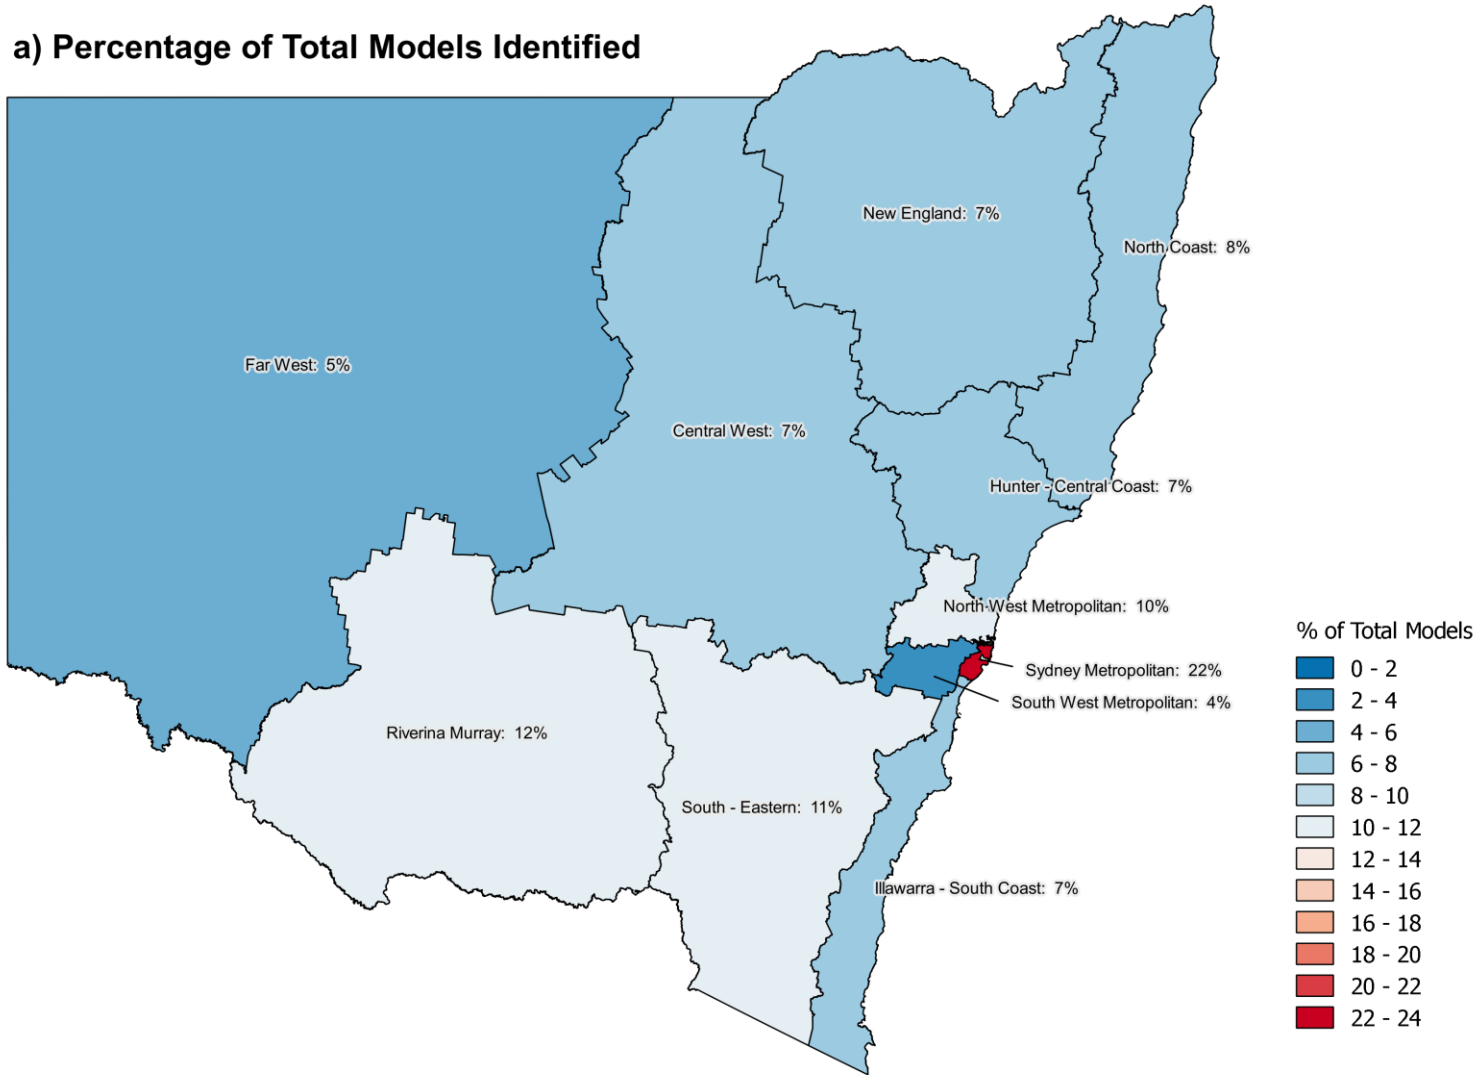 a) Percentage of Total Models Identified
New England: 7%
North Coast: 8%
Far West: 5%
Central West: 7%
Hunter - Central Coast: 7%
North West Metropolitan: 10%
Sydney Metropolitan: 22%
South West Metropolitan: 4%
Riverina Murray: 12%
South - Eastern: 11%
Illawarra - South Coast: 7%
% of Total Models
0 - 2
2 - 4
4 - 6
6 - 8
8 - 10
10 - 12
12 - 14
14 - 16
16 - 18
18 - 20
20 - 22
22 - 24